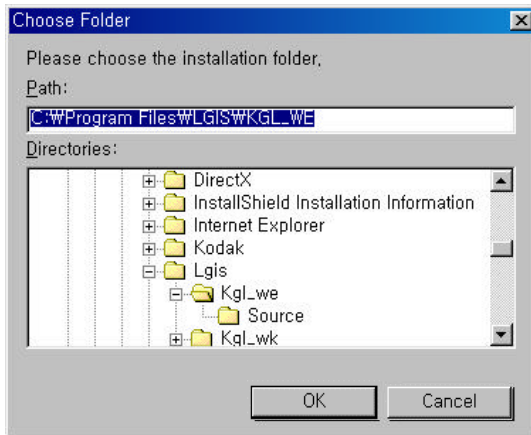 Choose Folder
Please choose the installation folder,
Path:
C:₩Program Files₩LGIS₩KGL_WE
Directories:
DirectX
InstallShield Installation Information
Internet Explorer
Kodak
Lgis
Kgl_we
Source
Kgl_wk
OK
Cancel